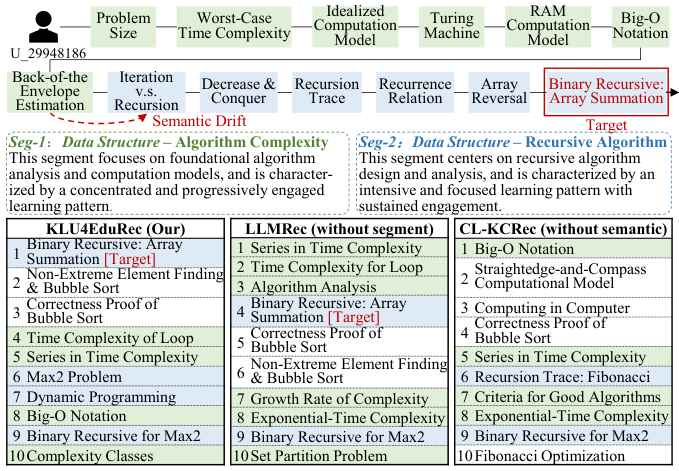 Problem Size
Worst-Case Time Complexity
Idealized Computation Model
Turing Machine
RAM Computation Model
Big-O Notation
U_29948186
Back-of-the Envelope Estimation
Iteration v.s. Recursion
Decrease & Conquer
Recursion Trace
Recurrence Relation
Array Reversal
Binary Recursive: Array Summation
Semantic Drift
Target
Seg-1: Data Structure – Algorithm Complexity
This segment focuses on foundational algorithm
analysis and computation models, and is character-
ized by a concentrated and progressively engaged
learning pattern.
Seg-2: Data Structure – Recursive Algorithm
This segment centers on recursive algorithm
design and analysis, and is characterized by an
intensive and focused learning pattern with
sustained engagement.
KLU4EduRec (Our)
1 Binary Recursive: Array
Summation [Target]
2 Non-Extreme Element Finding
& Bubble Sort
3 Correctness Proof of
Bubble Sort
4 Time Complexity of Loop
5 Series in Time Complexity
6 Max2 Problem
7 Dynamic Programming
8 Big-O Notation
9 Binary Recursive for Max2
10 Complexity Classes
LLMRec (without segment)
1 Series in Time Complexity
2 Time Complexity for Loop
3 Algorithm Analysis
4 Binary Recursive: Array
Summation [Target]
5 Correctness Proof of
Bubble Sort
6 Non-Extreme Element Finding
& Bubble Sort
7 Growth Rate of Complexity
8 Exponential-Time Complexity
9 Binary Recursive for Max2
10 Set Partition Problem
CL-KCRec (without semantic)
1 Big-O Notation
2 Straightedge-and-Compass
Computational Model
3 Computing in Computer
4 Correctness Proof of
Bubble Sort
5 Series in Time Complexity
6 Recursion Trace: Fibonacci
7 Criteria for Good Algorithms
8 Exponential-Time Complexity
9 Binary Recursive for Max2
10 Fibonacci Optimization